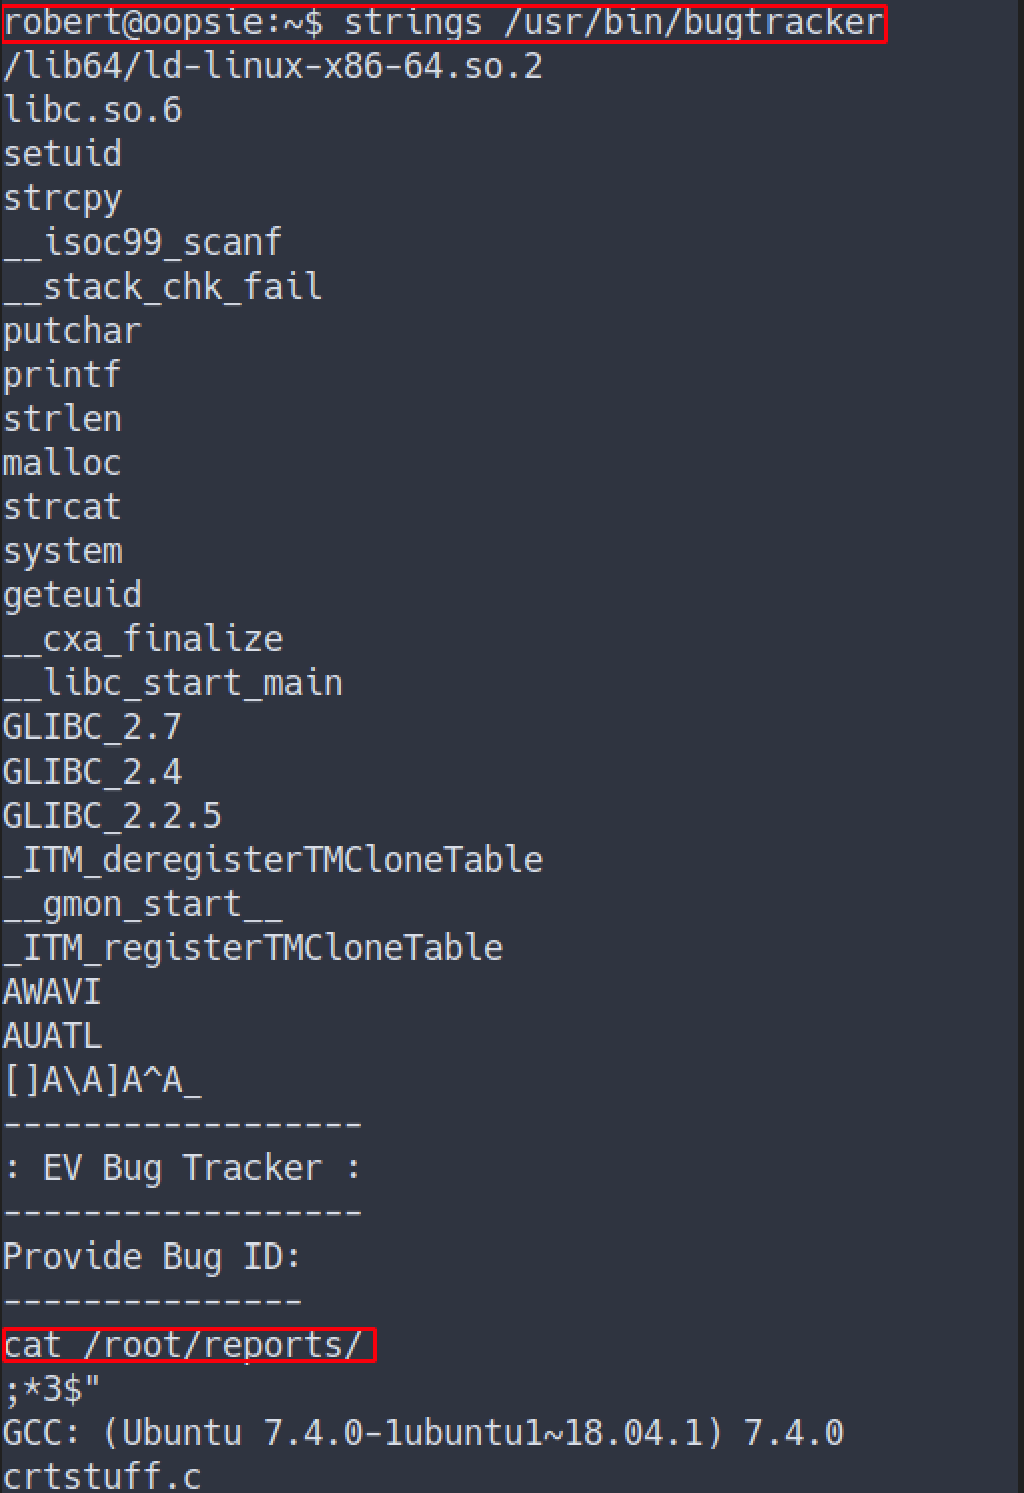 robert@oopsie:~$ strings /usr/bin/bugtracker
/lib64/ld-linux-x86-64.so.2
libc.so.6
setuid
strcpy
__isoc99_scanf
__stack_chk_fail
putchar
printf
strlen
malloc
strcat
system
geteuid
__cxa_finalize
__libc_start_main
GLIBC_2.7
GLIBC_2.4
GLIBC_2.2.5
_ITM_deregisterTMCloneTable
__gmon_start__
_ITM_registerTMCloneTable
AWAVI
AUATL
[]A\A]A^A_
------------------
: EV Bug Tracker :
------------------
Provide Bug ID:
---------------
cat /root/reports/
;*3$"
GCC: (Ubuntu 7.4.0-1ubuntu1~18.04.1) 7.4.0
crtstuff.c